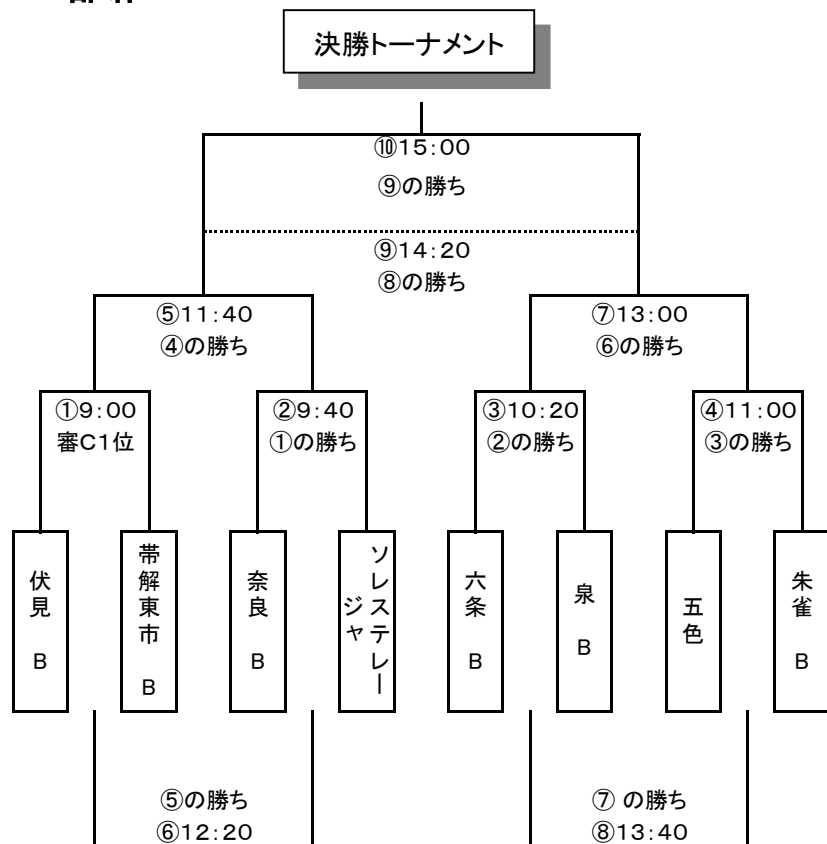 決勝トーナメント
⑩15:00
⑨の勝ち
⑨14:20
⑧の勝ち
⑤11:40
④の勝ち
⑦13:00
⑥の勝ち
①9:00
審C1位
②9:40
①の勝ち
③10:20
②の勝ち
④11:00
③の勝ち
伏見 B
帯解東市 B
奈良 B
ソレステレージャ
六条 B
泉 B
五色
朱雀 B
⑤の勝ち
⑥12:20
⑦ の勝ち
⑧13:40